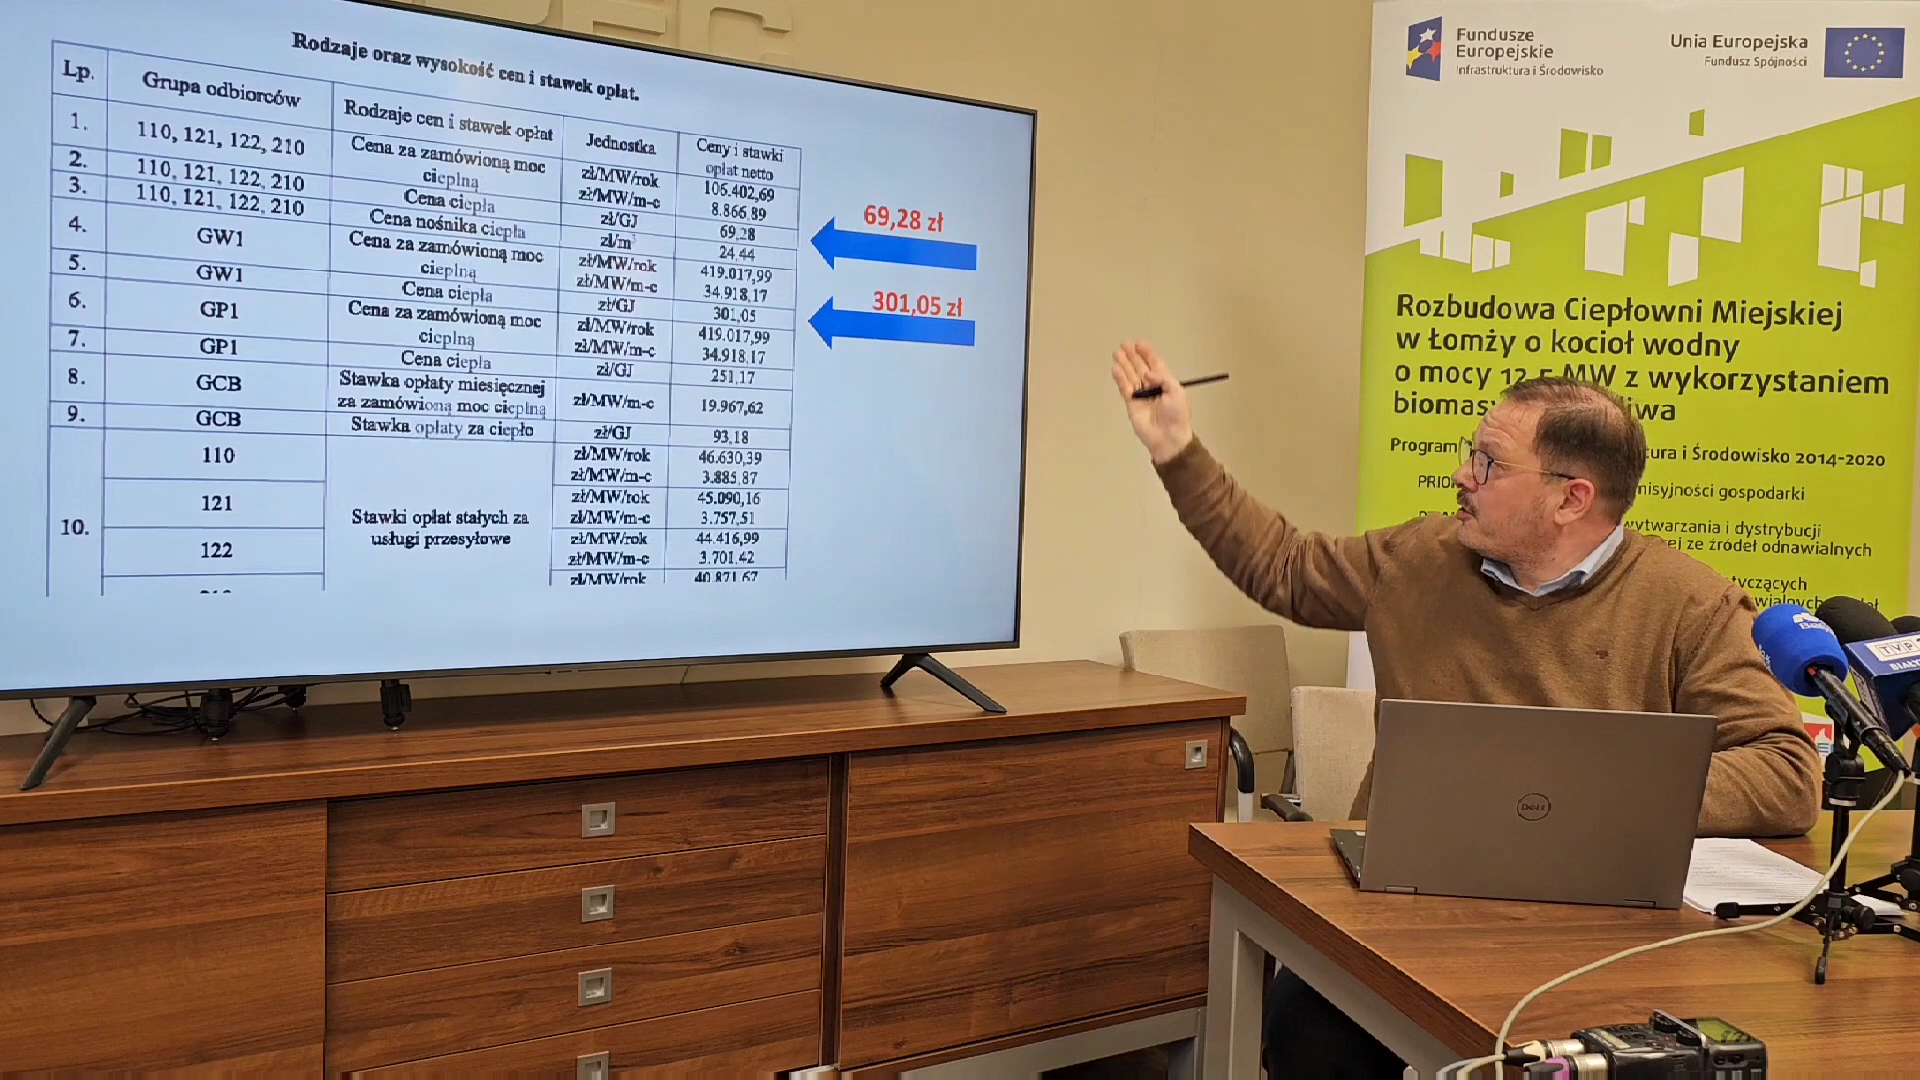 Rodzaje oraz wysokość cen i stawek opłat.
Lp. Grupa odbiorców Rodzaje cen i stawek opłat Jednostka Ceny i stawki opłat netto
1. 110, 121, 122, 210 Cena za zamówioną moc cieplną zł/MW/rok 106.402,69
zł/MW/m-c 8.866,89
2. 110, 121, 122, 210 Cena ciepła zł/GJ 69,28
3. 110, 121, 122, 210 Cena nośnika ciepła zł/m³ 24,44
4. GW1 Cena za zamówioną moc cieplną zł/MW/rok 419.017,99
zł/MW/m-c 34.918,17
5. GW1 Cena ciepła zł/GJ 301,05
6. GP1 Cena za zamówioną moc cieplną zł/MW/rok 419.017,99
zł/MW/m-c 34.918,17
7. GP1 Cena ciepła zł/GJ 251,17
8. GCB Stawka opłaty miesięcznej za zamówioną moc cieplną zł/MW/m-c 19.967,62
9. GCB Stawka opłaty za ciepło zł/GJ 93,18
10. Stawki opłat stałych za usługi przesyłowe
110 zł/MW/rok 46.630,39
zł/MW/m-c 3.885,87
121 zł/MW/rok 45.090,16
zł/MW/m-c 3.757,51
122 zł/MW/rok 44.416,99
zł/MW/m-c 3.701,42
zł/MW/rok 40.871,67
69,28 zł
301,05 zł
Fundusze
Europejskie
Infrastruktura i Środowisko
Unia Europejska
Fundusz Spójności
Rozbudowa Ciepłowni Miejskiej
w Łomży o kocioł wodny
o mocy 12,5 MW z wykorzystaniem
Program Środowisko 2014-2020
gospodarki
wytwarzania i dystrybucji
ze źródeł odnawialnych
DELL
TVP